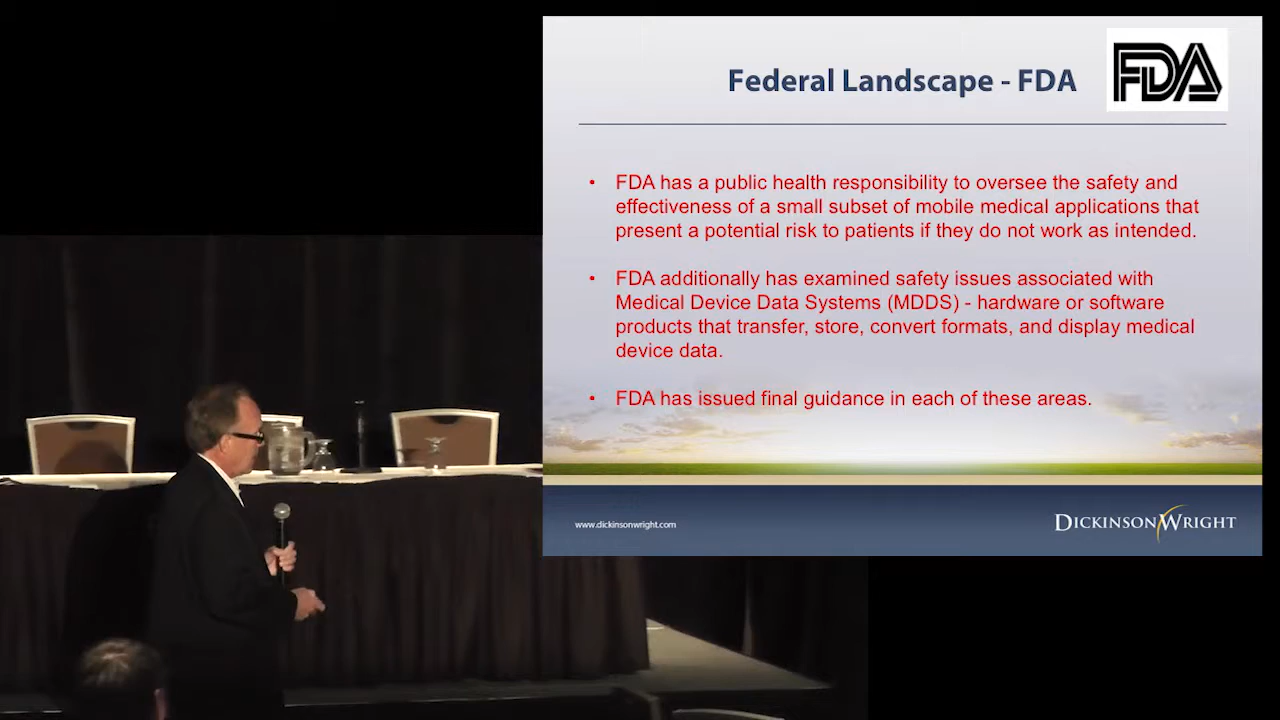 Federal Landscape - FDA
FDA
• FDA has a public health responsibility to oversee the safety and
effectiveness of a small subset of mobile medical applications that
present a potential risk to patients if they do not work as intended.
• FDA additionally has examined safety issues associated with
Medical Device Data Systems (MDDS) - hardware or software
products that transfer, store, convert formats, and display medical
device data.
• FDA has issued final guidance in each of these areas.
www.dickinsonwright.com
DICKINSON WRIGHT